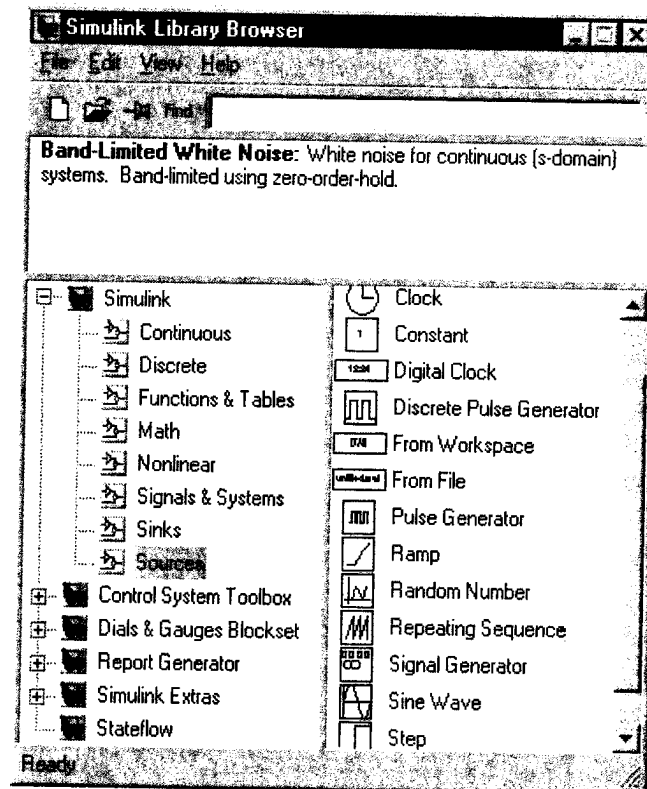 Simulink Library Browser
File Edit View Help
Find
Band-Limited White Noise: White noise for continuous (s-domain)
systems. Band-limited using zero-order-hold.
Simulink
Continuous
Discrete
Functions & Tables
Math
Nonlinear
Signals & Systems
Sinks
Sources
Control System Toolbox
Dials & Gauges Blockset
Report Generator
Simulink Extras
Stateflow
Clock
1 Constant
12:34 Digital Clock
Discrete Pulse Generator
From Workspace
From File
Pulse Generator
Ramp
Random Number
Repeating Sequence
Signal Generator
Sine Wave
Step
Ready